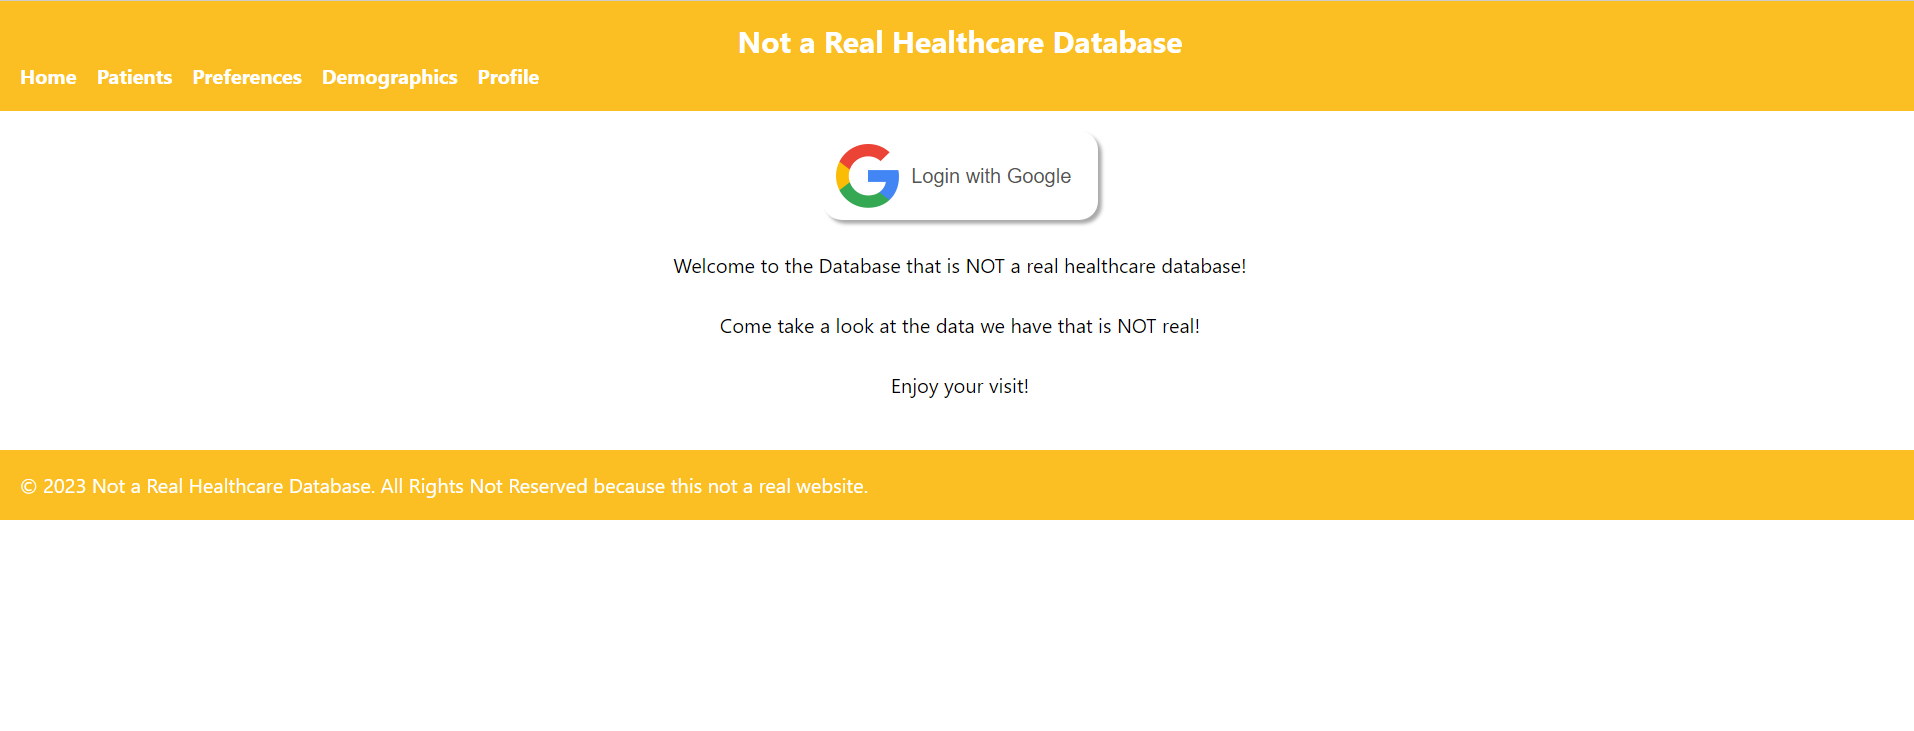 Not a Real Healthcare Database
Home Patients Preferences Demographics Profile
Login with Google
Welcome to the Database that is NOT a real healthcare database!
Come take a look at the data we have that is NOT real!
Enjoy your visit!
© 2023 Not a Real Healthcare Database. All Rights Not Reserved because this not a real website.